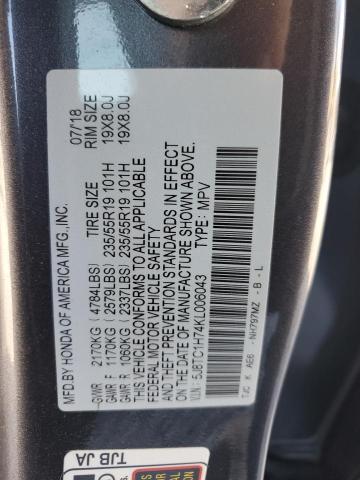 MFD.BY HONDA OF AMERICA MFG.,INC. 07/18
TIRE SIZE RIM SIZE
GVWR 2170KG (4784LBS)
GAWR F 1170KG (2579LBS) 235/55R19 101H 19X8.0J
GAWR R 1060KG (2337LBS) 235/55R19 101H 19X8.0J
THIS VEHICLE CONFORMS TO ALL APPLICABLE
FEDERAL MOTOR VEHICLE SAFETY
AND THEFT PREVENTION STANDARDS IN EFFECT
ON THE DATE OF MANUFACTURE SHOWN ABOVE.
V.I.N.: 5J8TC1H74KL006043 TYPE: MPV
TJC K AE6 - NH797MZ - B - L
TJB JA